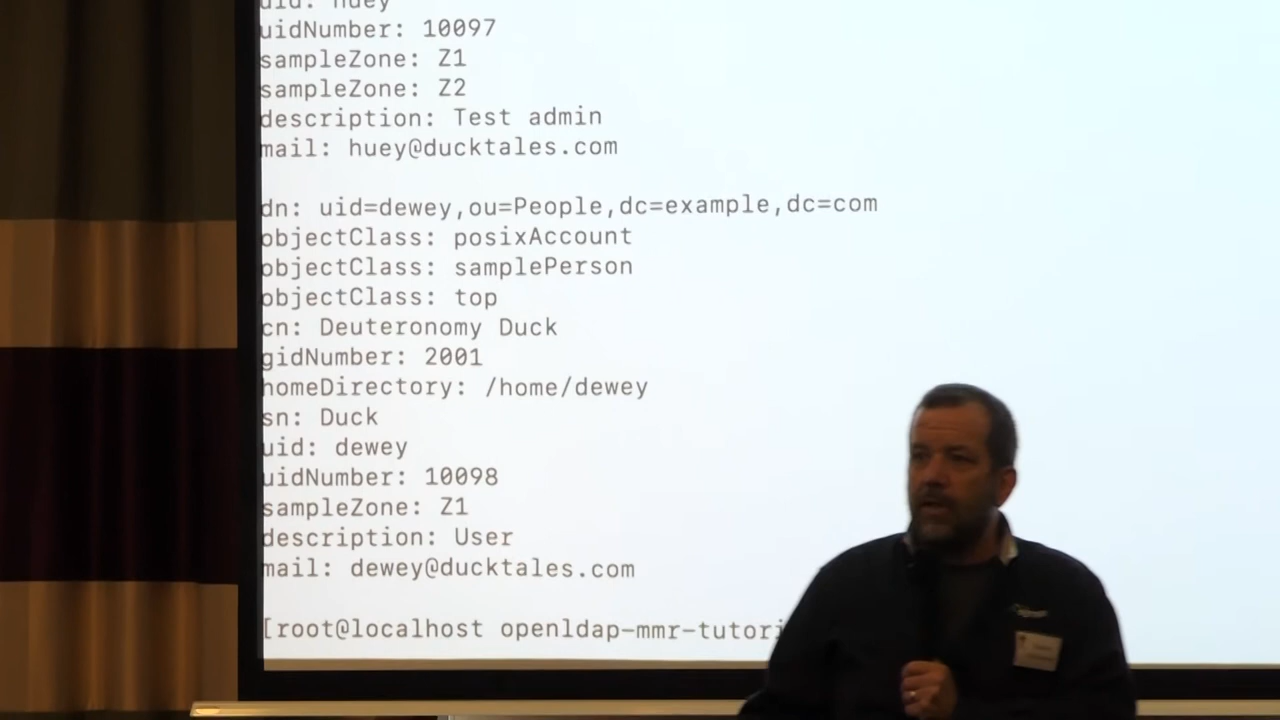 uid: huey
uidNumber: 10097
sampleZone: Z1
sampleZone: Z2
description: Test admin
mail: huey@ducktales.com
dn: uid=dewey,ou=People,dc=example,dc=com
objectClass: posixAccount
objectClass: samplePerson
objectClass: top
cn: Deuteronomy Duck
gidNumber: 2001
homeDirectory: /home/dewey
sn: Duck
uid: dewey
uidNumber: 10098
sampleZone: Z1
description: User
mail: dewey@ducktales.com
[root@localhost openldap-mmr-tutori